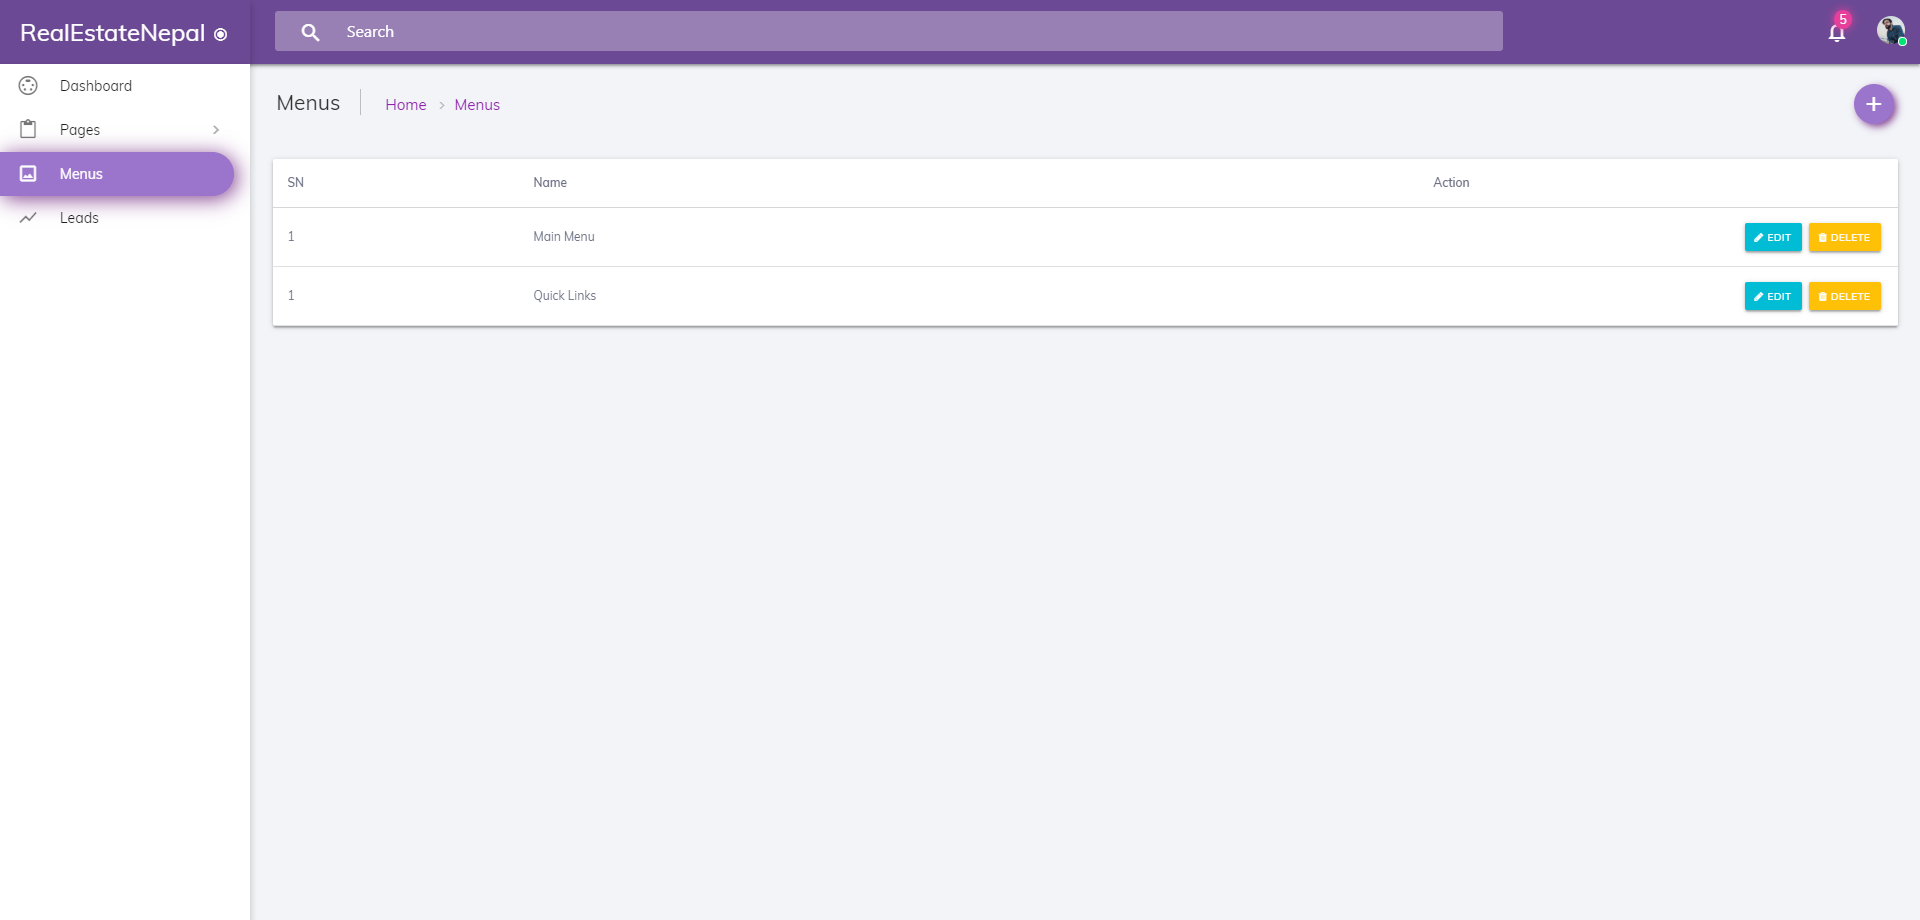 RealEstateNepal
Search
5
Dashboard
Pages
Menus
Leads
Menus
Home > Menus
SN Name Action
1 Main Menu EDIT DELETE
1 Quick Links EDIT DELETE